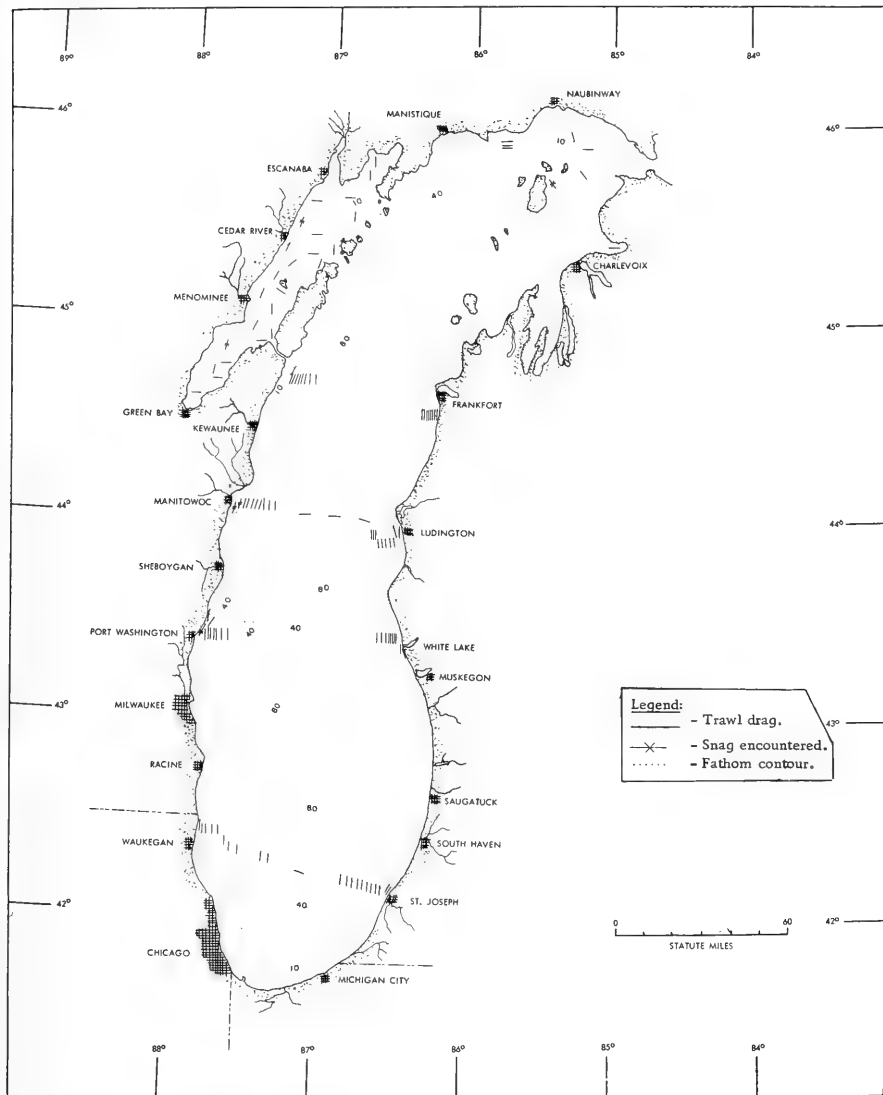 89° 88° 87° 86° 85° 84°
NAUBINWAY
46°
MANISTIQUE
46°
10
ESCANABA
40
10
CEDAR RIVER
CHARLEVOIX
MENOMINEE
45°
45°
80
10
FRANKFORT
GREEN BAY
KEWAUNEE
MANITOWOC
44°
44°
LUDINGTON
SHEBOYGAN
80
40
40
40
PORT WASHINGTON
WHITE LAKE
MUSKEGON
80
43°
MILWAUKEE
43°
Legend:
- Trawl drag.
- Snag encountered.
- Fathom contour.
RACINE
SAUGATUCK
80
WAUKEGAN
SOUTH HAVEN
42°
ST. JOSEPH
40
42°
0 60
STATUTE MILES
CHICAGO
10
MICHIGAN CITY
88° 87° 86° 85° 84°